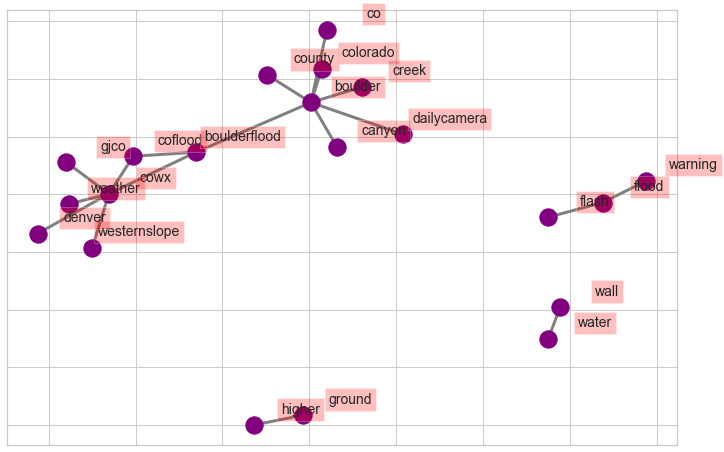 co
colorado
county
creek
boulder
dailycamera
canyon
boulderflood
coflood
gjco
cowx
weather
denver
westernslope
warning
flood
flash
wall
water
ground
higher